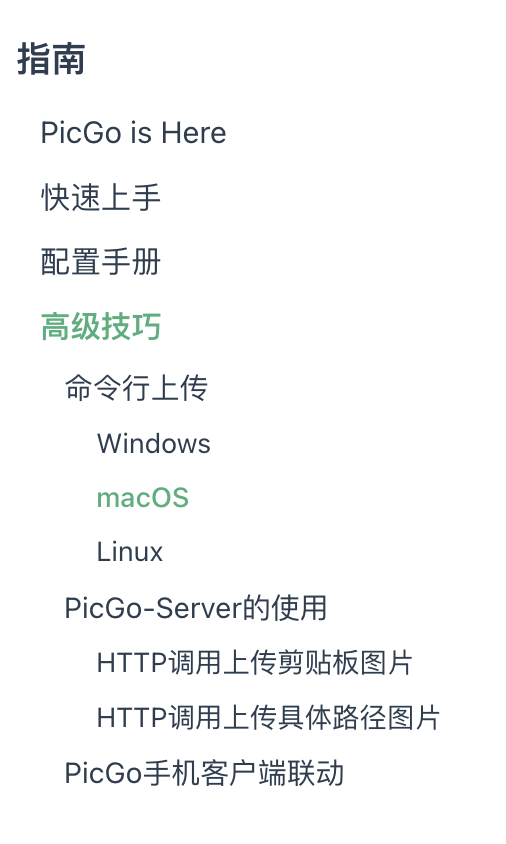 指南
PicGo is Here
快速上手
配置手册
高级技巧
命令行上传
Windows
macOS
Linux
PicGo-Server的使用
HTTP调用上传剪贴板图片
HTTP调用上传具体路径图片
PicGo手机客户端联动